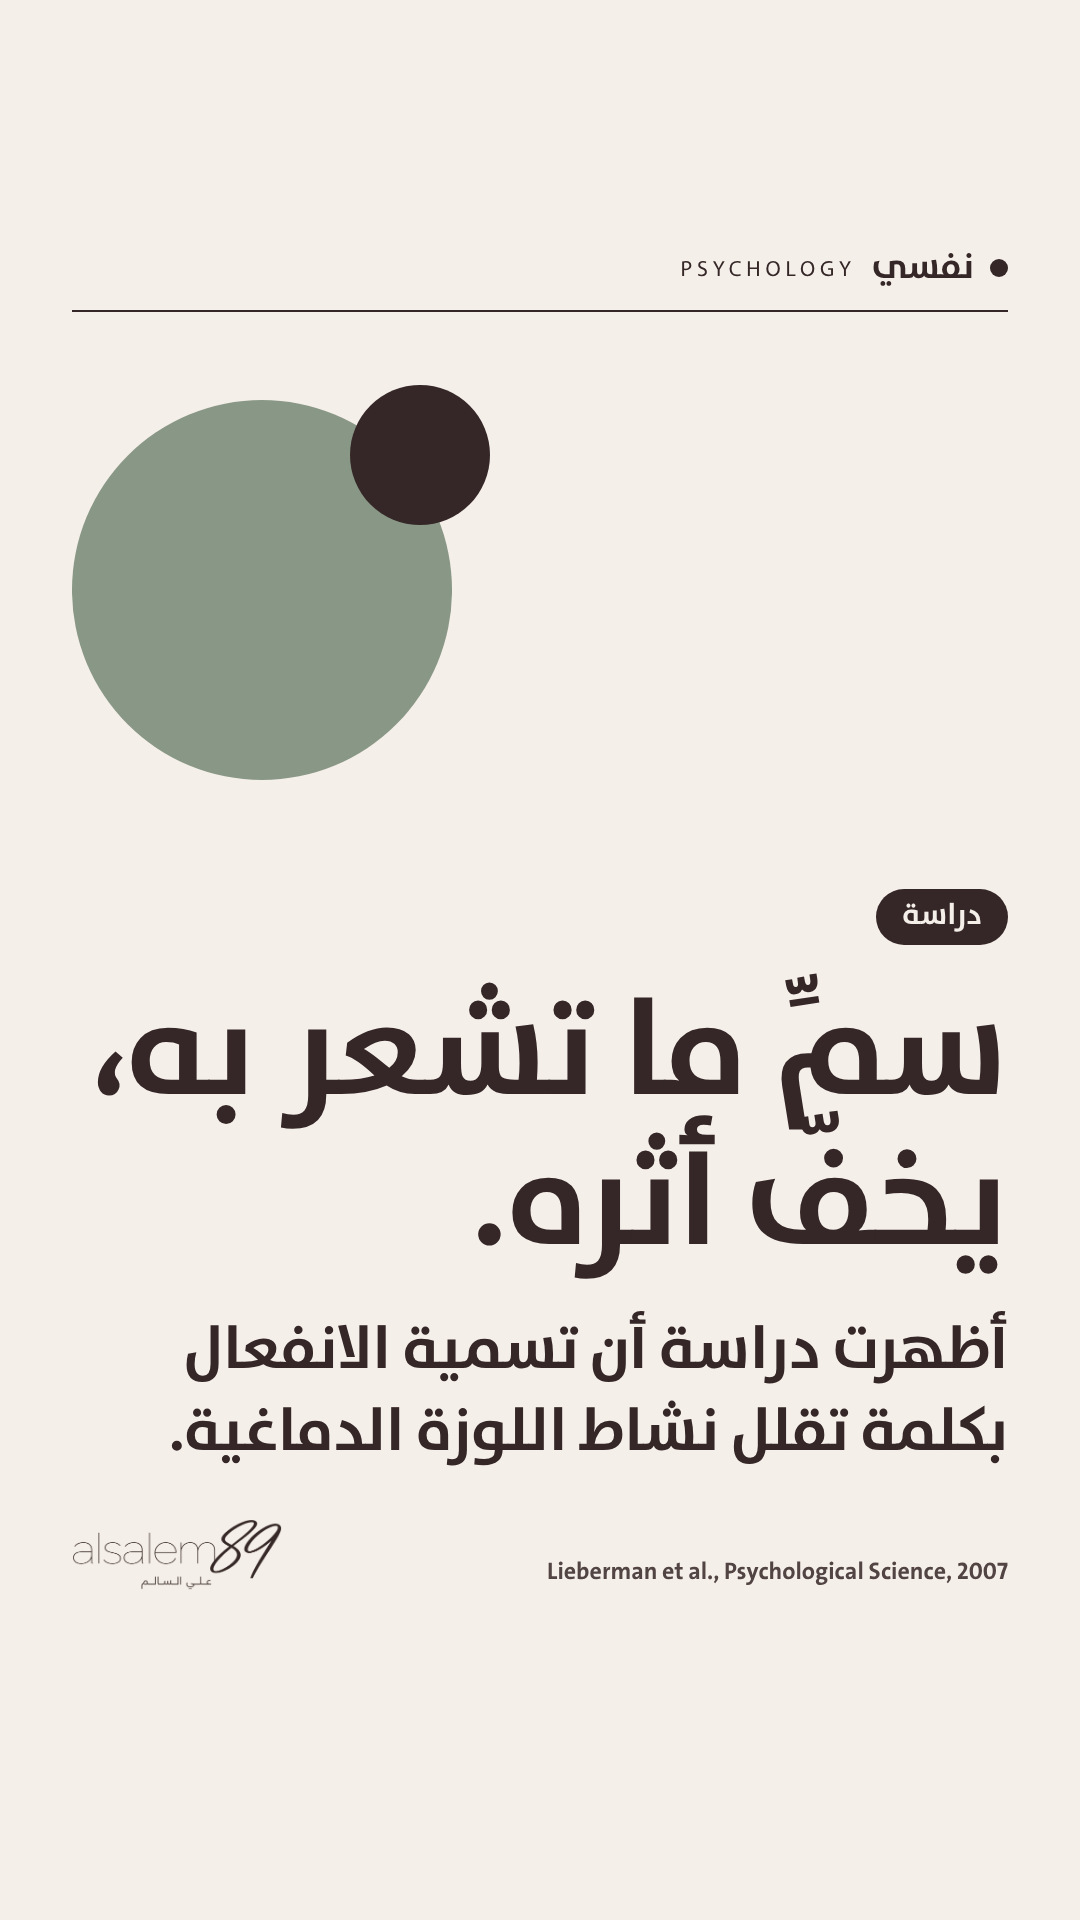 نفسي PSYCHOLOGY
دراسة
سمِّ ما تشعر به،
يخفّ أثره.
أظهرت دراسة أن تسمية الانفعال
بكلمة تقلل نشاط اللوزة الدماغية.
Lieberman et al., Psychological Science, 2007
alsalem89
علي السالم